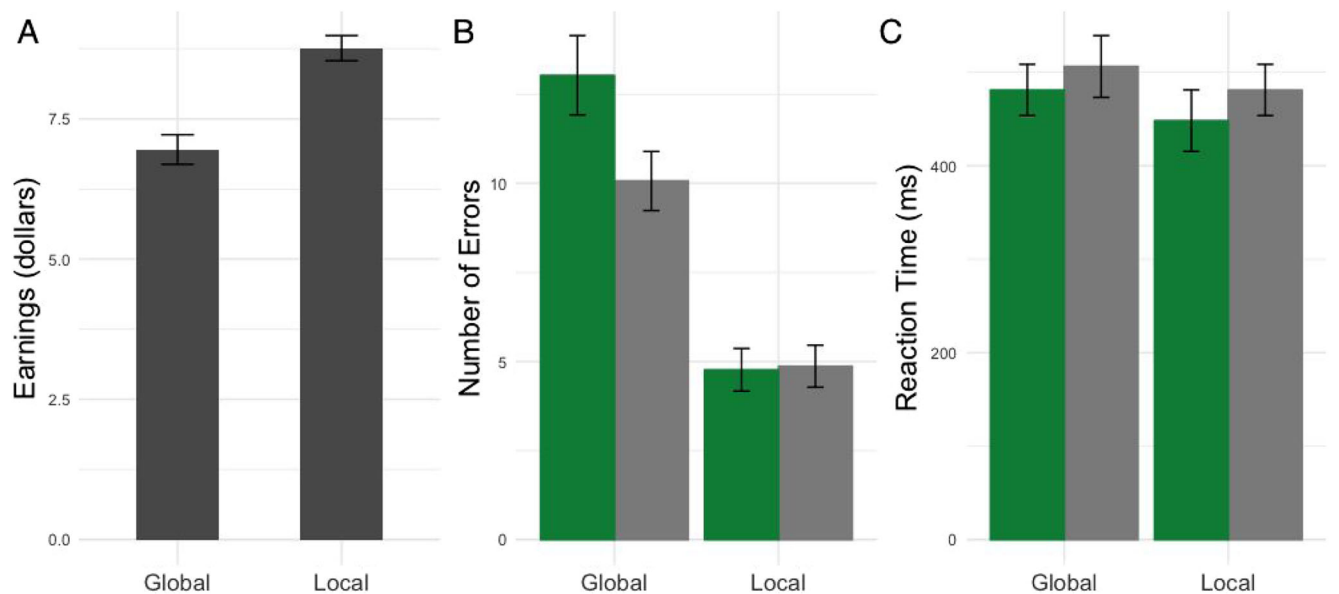 A
Earnings (dollars)
7.5
5.0
2.5
0.0
Global Local
B
Number of Errors
10
5
0
Global Local
C
Reaction Time (ms)
400
200
0
Global Local